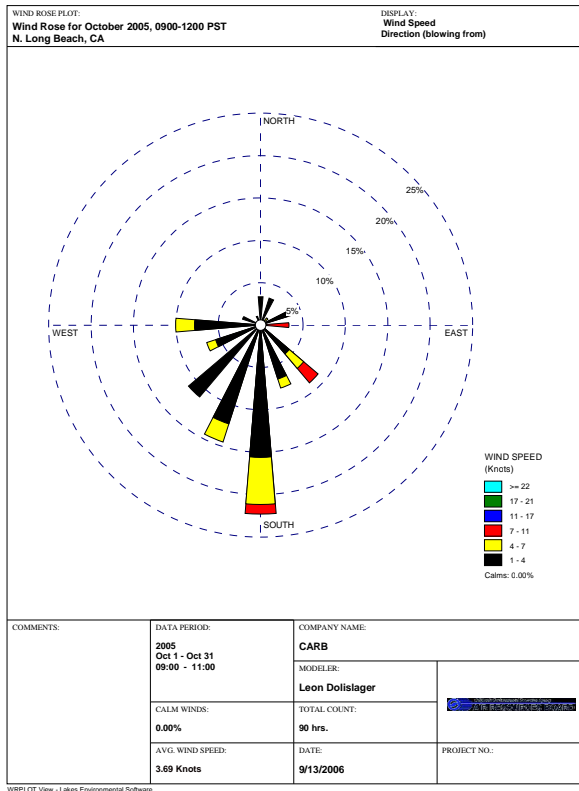 WIND ROSE PLOT:
Wind Rose for October 2005, 0900-1200 PST
N. Long Beach, CA
DISPLAY:
Wind Speed
Direction (blowing from)
NORTH
25%
20%
15%
10%
5%
WEST
EAST
SOUTH
WIND SPEED
(Knots)
>= 22
17 - 21
11 - 17
7 - 11
4 - 7
1 - 4
Calms: 0.00%
COMMENTS:
DATA PERIOD:
2005
Oct 1 - Oct 31
09:00 - 11:00
COMPANY NAME:
CARB
MODELER:
Leon Dolislager
CALM WINDS:
0.00%
TOTAL COUNT:
90 hrs.
AVG. WIND SPEED:
3.69 Knots
DATE:
9/13/2006
PROJECT NO.:
WRPLOT View - Lakes Environmental Software